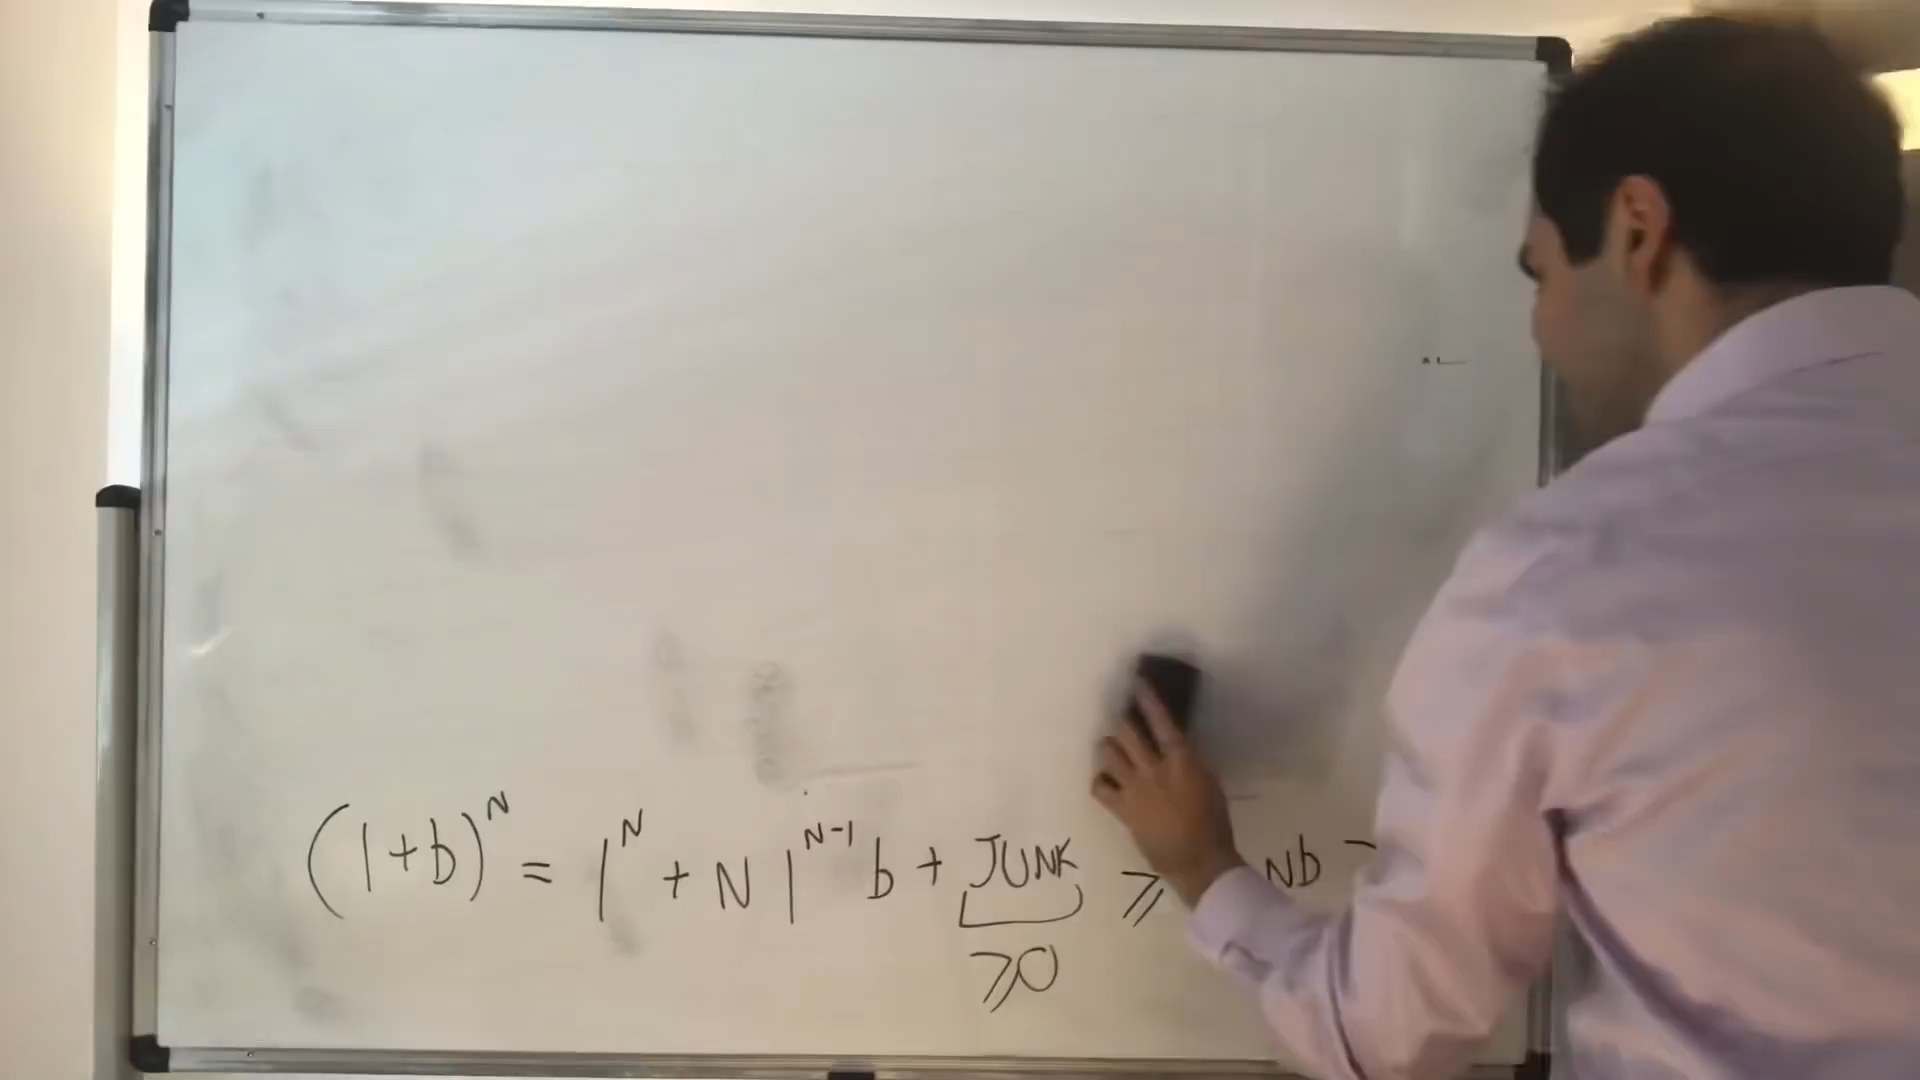 (1+b)^N = 1^N + N 1^{N-1} b + JUNK ⩾ Nb
⩾0